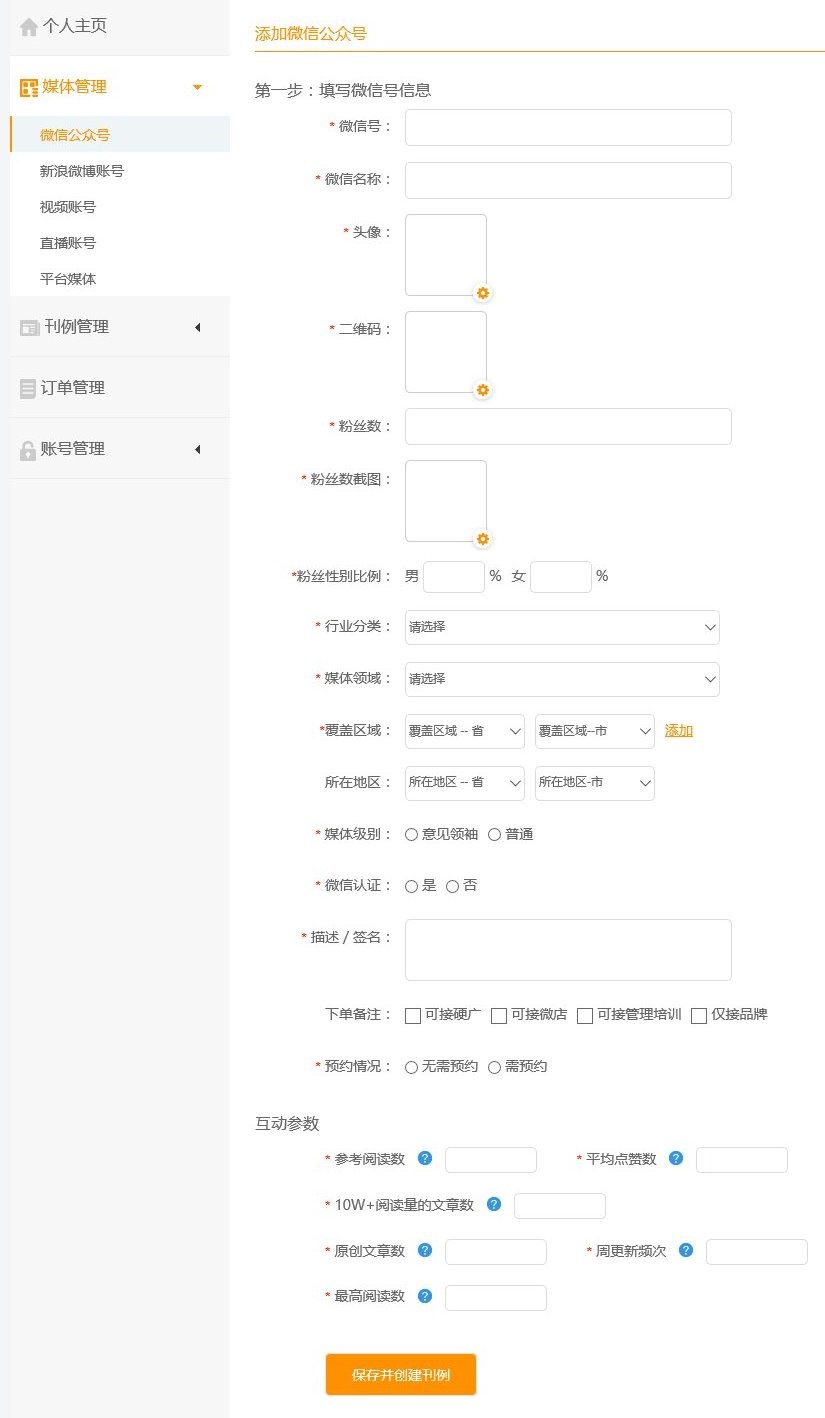 个人主页
媒体管理
微信公众号
新浪微博账号
视频账号
直播账号
平台媒体
刊例管理
订单管理
账号管理
添加微信公众号
第一步：填写微信号信息
* 微信号：
* 微信名称：
* 头像：
* 二维码：
* 粉丝数：
* 粉丝数截图：
*粉丝性别比例： 男 % 女 %
* 行业分类： 请选择
* 媒体领域： 请选择
*覆盖区域： 覆盖区域 -- 省 覆盖区域--市 添加
所在地区： 所在地区 -- 省 所在地区-市
* 媒体级别： 意见领袖 普通
* 微信认证： 是 否
* 描述 / 签名：
下单备注： 可接硬广 可接微店 可接管理培训 仅接品牌
* 预约情况： 无需预约 需预约
互动参数
* 参考阅读数 ? * 平均点赞数 ?
* 10W+阅读量的文章数 ?
* 原创文章数 ? * 周更新频次 ?
* 最高阅读数 ?
保存并创建刊例